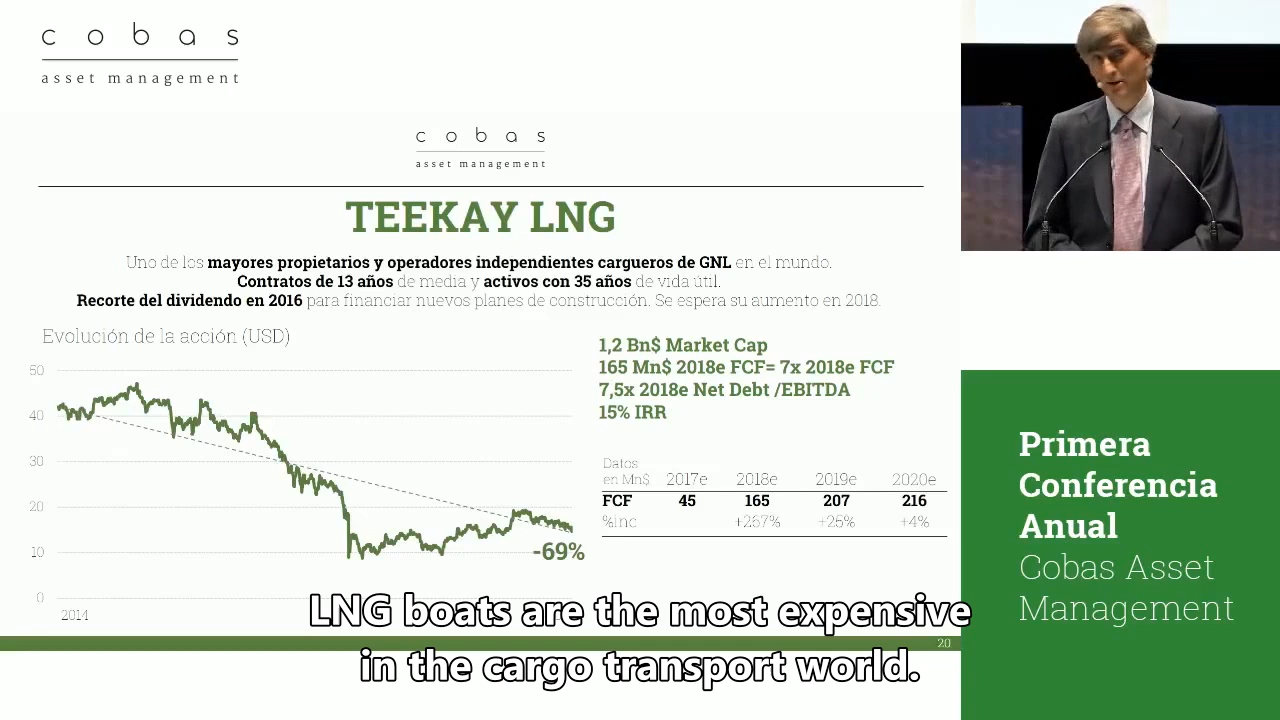 cobas
asset management
cobas
asset management
TEEKAY LNG
Uno de los mayores propietarios y operadores independientes cargueros de GNL en el mundo.
Contratos de 13 años de media y activos con 35 años de vida útil.
Recorte del dividendo en 2016 para financiar nuevos planes de construcción. Se espera su aumento en 2018.
Evolución de la acción (USD)
50
40
30
20
10
0
2014
-69%
1,2 Bn$ Market Cap
165 Mn$ 2018e FCF= 7x 2018e FCF
7,5x 2018e Net Debt /EBITDA
15% IRR
Datos
en Mn$ 2017e 2018e 2019e 2020e
FCF 45 165 207 216
%inc +267% +25% +4%
20
Primera
Conferencia
Anual
Cobas Asset
Management
LNG boats are the most expensive
in the cargo transport world.